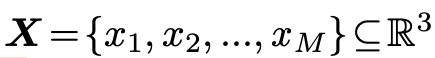 X = {x₁, x₂, ..., x_M} ⊆ ℝ³